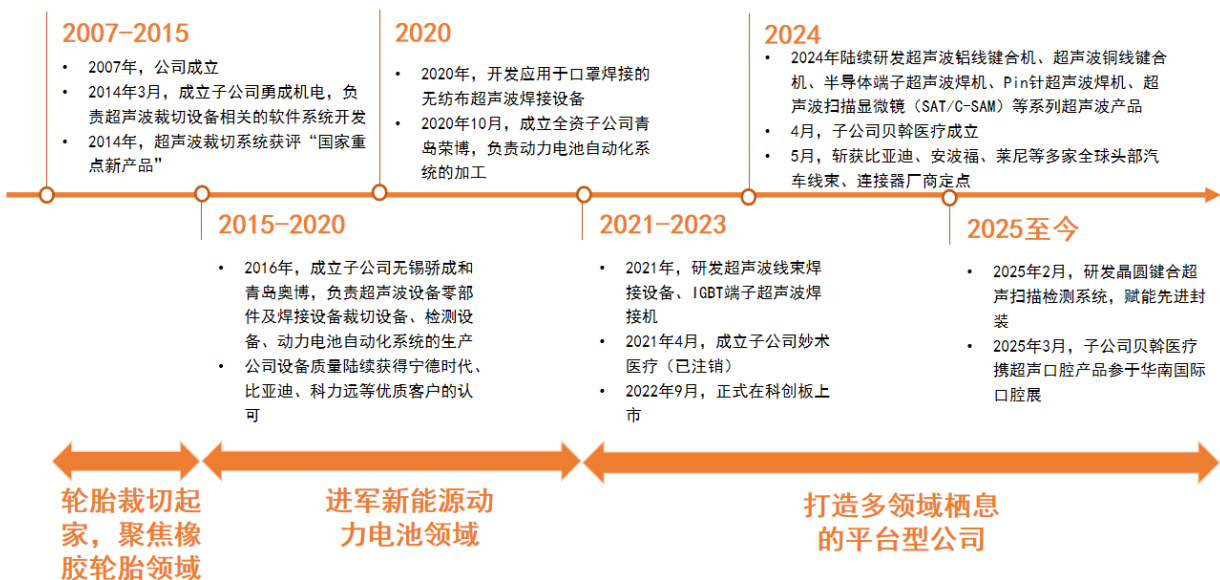 2007-2015
• 2007年，公司成立
• 2014年3月，成立子公司勇成机电，负
责超声波裁切设备相关的软件系统开发
• 2014年，超声波裁切系统获评“国家重
点新产品”
2015-2020
• 2016年，成立子公司无锡骄成和
青岛奥博，负责超声波设备零部
件及焊接设备裁切设备、检测设
备、动力电池自动化系统的生产
• 公司设备质量陆续获得宁德时代、
比亚迪、科力远等优质客户的认
可
2020
• 2020年，开发应用于口罩焊接的
无纺布超声波焊接设备
• 2020年10月，成立全资子公司青
岛荣博，负责动力电池自动化系
统的加工
2021-2023
• 2021年，研发超声波线束焊
接设备、IGBT端子超声波焊
接机
• 2021年4月，成立子公司妙术
医疗（已注销）
• 2022年9月，正式在科创板上
市
2024
• 2024年陆续研发超声波铝线键合机、超声波铜线键合
机、半导体端子超声波焊机、Pin针超声波焊机、超
声波扫描显微镜（SAT/C-SAM）等系列超声波产品
• 4月，子公司贝斡医疗成立
• 5月，斩获比亚迪、安波福、莱尼等多家全球头部汽
车线束、连接器厂商定点
2025至今
• 2025年2月，研发晶圆键合超
声扫描检测系统，赋能先进封
装
• 2025年3月，子公司贝斡医疗
携超声口腔产品参于华南国际
口腔展
轮胎裁切起
家，聚焦橡
胶轮胎领域
进军新能源动
力电池领域
打造多领域栖息
的平台型公司